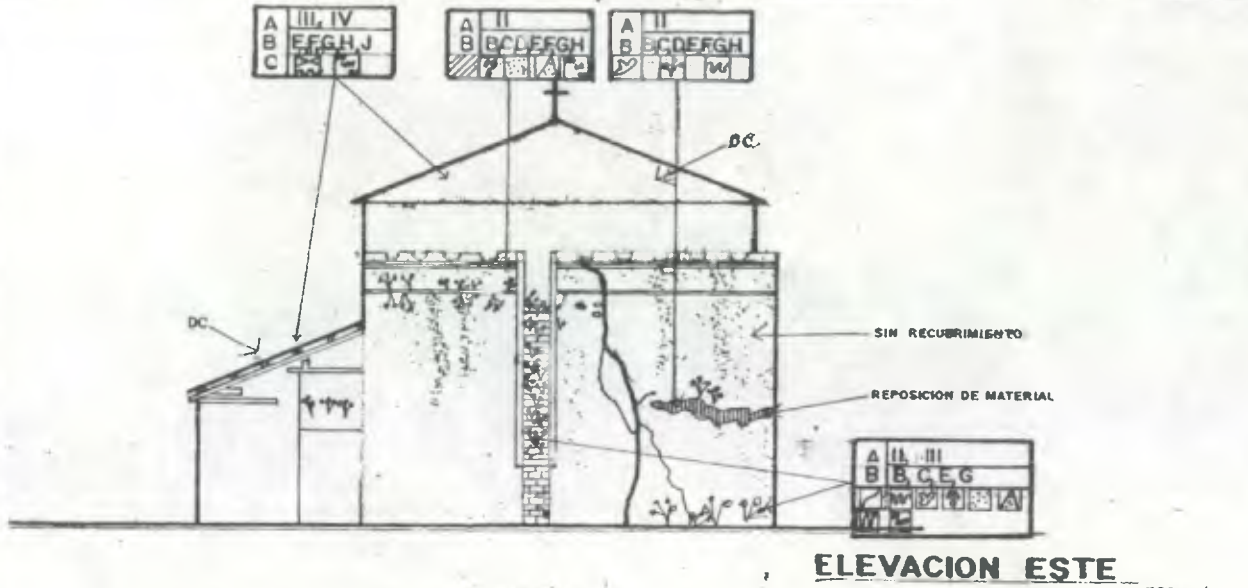 A III, IV
B E,F,G,H, J
C
A II
B B,C,D,E,F,G,H
A II
B B,C,D,E,F,G,H
DC
DC
SIN RECUBRIMIENTO
REPOSICION DE MATERIAL
A II, III
B B, C, E, G
ELEVACION ESTE